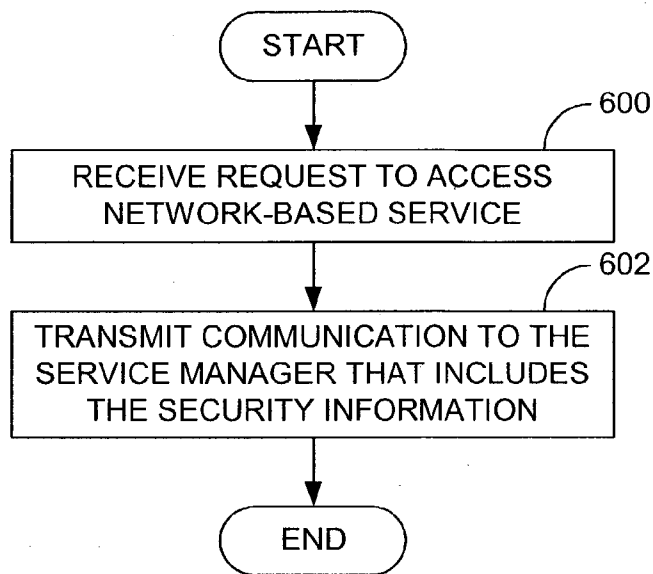 START
600
RECEIVE REQUEST TO ACCESS
NETWORK-BASED SERVICE
602
TRANSMIT COMMUNICATION TO THE
SERVICE MANAGER THAT INCLUDES
THE SECURITY INFORMATION
END